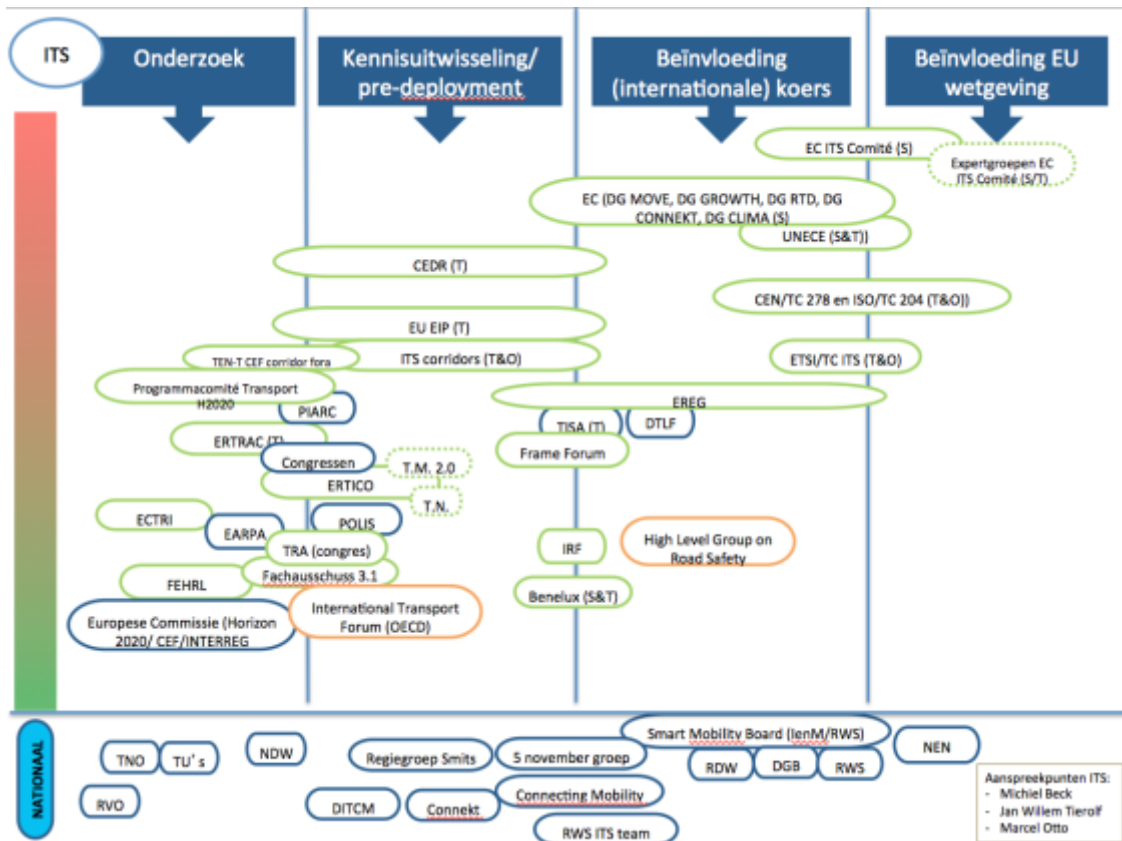 ITS
Onderzoek
Kennisuitwisseling/
pre-deployment
Beïnvloeding
(internationale) koers
Beïnvloeding EU
wetgeving
EC ITS Comité (S)
Expertgroepen EC
ITS Comité (S/T)
EC (DG MOVE, DG GROWTH, DG RTD, DG
CONNEKT, DG CLIMA (S)
UNECE (S&T))
CEDR (T)
CEN/TC 278 en ISO/TC 204 (T&O))
EU EIP (T)
TEN-T CEF corridor fora
ITS corridors (T&O)
ETSI/TC ITS (T&O)
Programmacomité Transport
H2020
PIARC
EREG
TISA (T)
DTLF
ERTRAC (T)
Frame Forum
Congressen
T.M. 2.0
ERTICO
T.N.
ECTRI
EARPA
POLIS
TRA (congres)
IRF
High Level Group on
Road Safety
FEHRL
Fachausschuss 3.1
Benelux (S&T)
Europese Commissie (Horizon
2020/ CEF/INTERREG
International Transport
Forum (OECD)
NATIONAAL
TNO
TU's
NDW
Regiegroep Smits
5 november groep
Smart Mobility Board (IenM/RWS)
RDW
DGB
RWS
NEN
RVO
DITCM
Connekt
Connecting Mobility
RWS ITS team
Aanspreekpunten ITS:
- Michiel Beck
- Jan Willem Tierolf
- Marcel Otto